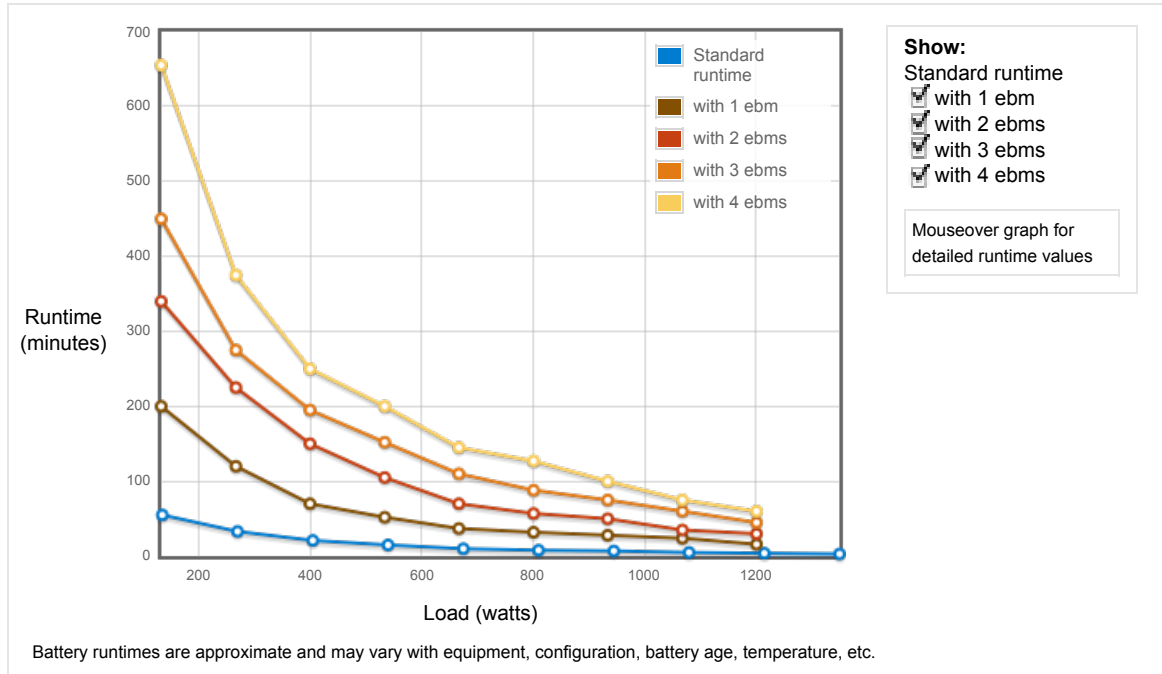 700
600
500
400
300
200
100
0
Runtime
(minutes)
200
400
600
800
1000
1200
Load (watts)
Standard
runtime
with 1 ebm
with 2 ebms
with 3 ebms
with 4 ebms
Show:
Standard runtime
with 1 ebm
with 2 ebms
with 3 ebms
with 4 ebms
Mouseover graph for
detailed runtime values
Battery runtimes are approximate and may vary with equipment, configuration, battery age, temperature, etc.